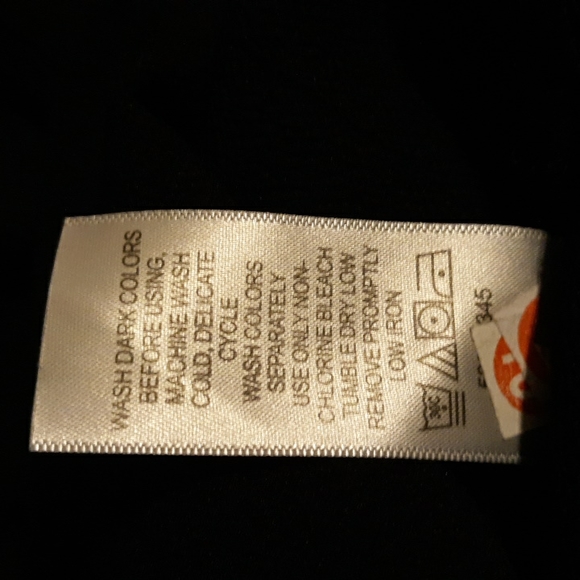 WASH DARK COLORS
BEFORE USING,
MACHINE WASH
COLD, DELICATE
CYCLE
WASH COLORS
SEPARATELY
USE ONLY NON-
CHLORINE BLEACH
TUMBLE DRY LOW
REMOVE PROMPTLY
LOW IRON
30C
345